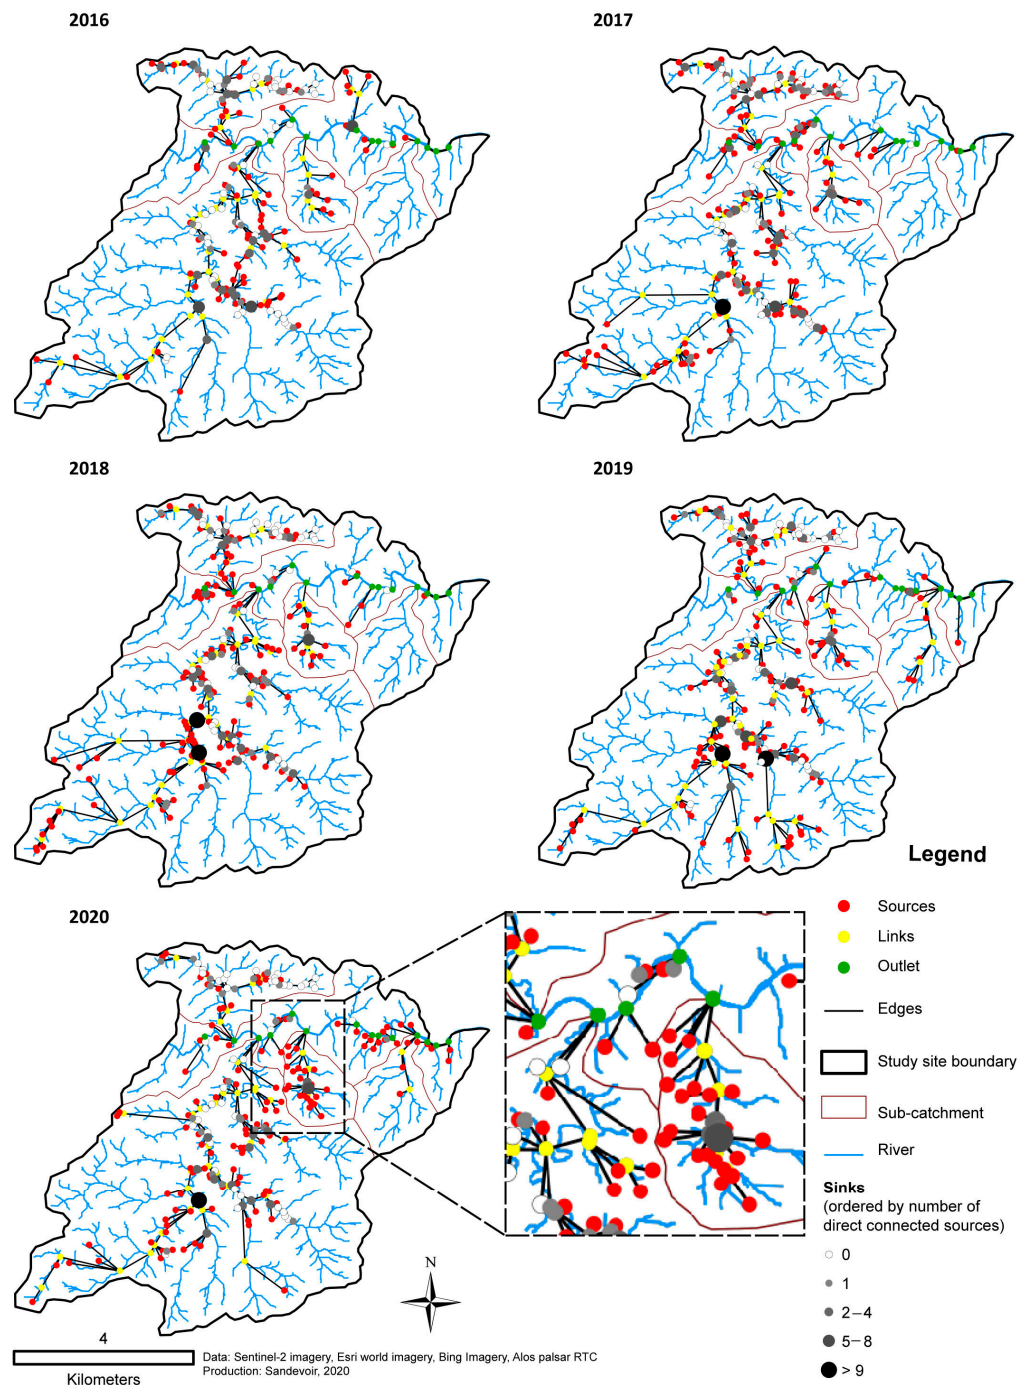 2016
2017
2018
2019
2020
Legend
Sources
Links
Outlet
Edges
Study site boundary
Sub-catchment
River
Sinks
(ordered by number of
direct connected sources)
0
1
2–4
5–8
> 9
N
4
Kilometers
Data: Sentinel-2 imagery, Esri world imagery, Bing Imagery, Alos palsar RTC
Production: Sandevoir, 2020